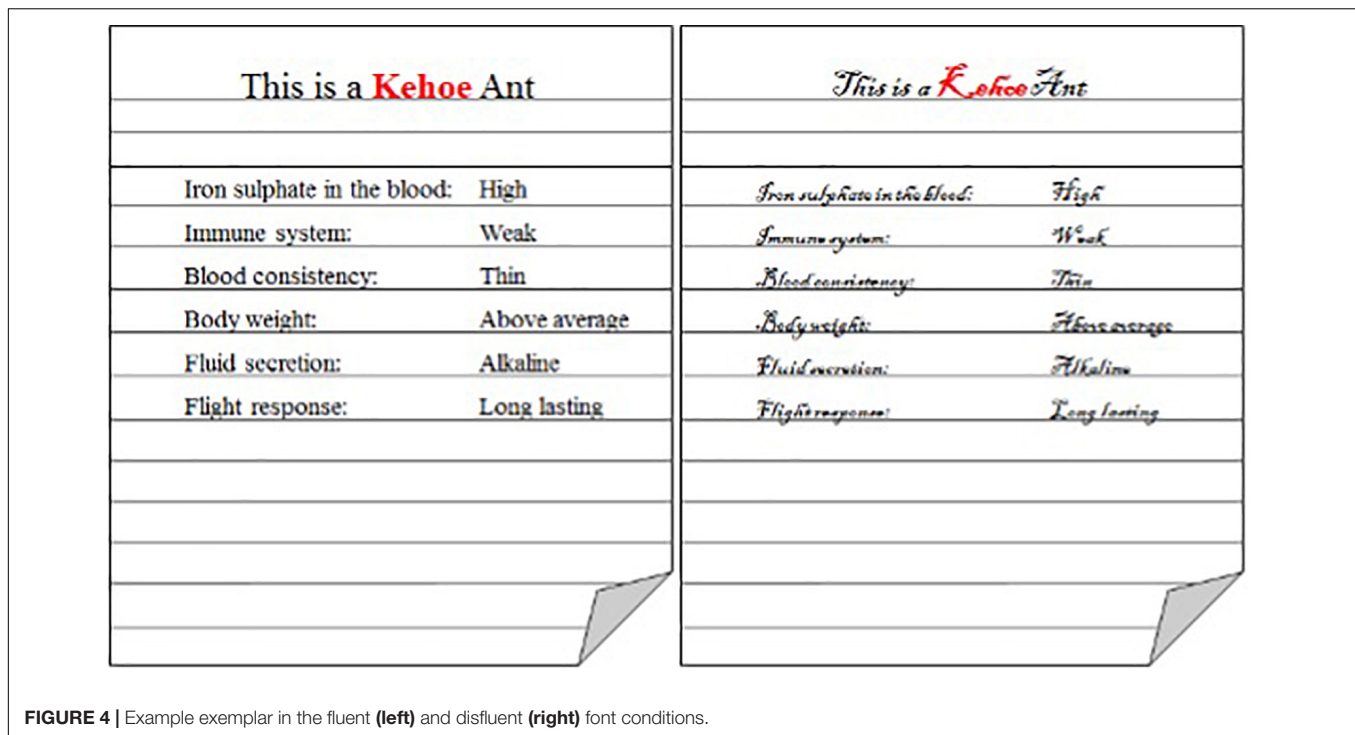 This is a Kehoe Ant
Iron sulphate in the blood: High
Immune system: Weak
Blood consistency: Thin
Body weight: Above average
Fluid secretion: Alkaline
Flight response: Long lasting
This is a Kehoe Ant
Iron sulphate in the blood: High
Immune system: Weak
Blood consistency: Thin
Body weight: Above average
Fluid secretion: Alkaline
Flight response: Long lasting
FIGURE 4 | Example exemplar in the fluent (left) and disfluent (right) font conditions.